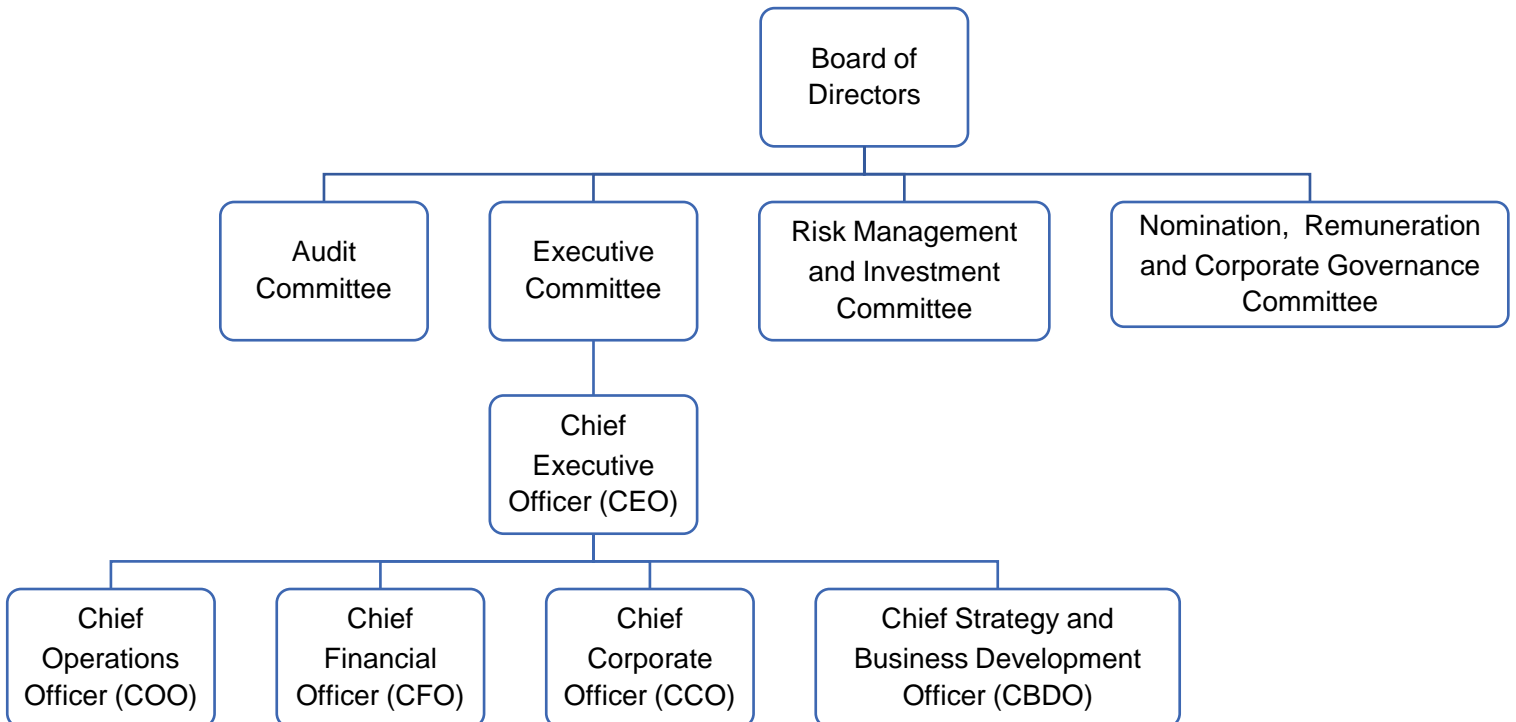 Board of
Directors
Audit
Committee
Executive
Committee
Risk Management
and Investment
Committee
Nomination, Remuneration
and Corporate Governance
Committee
Chief
Executive
Officer (CEO)
Chief
Operations
Officer (COO)
Chief
Financial
Officer (CFO)
Chief
Corporate
Officer (CCO)
Chief Strategy and
Business Development
Officer (CBDO)